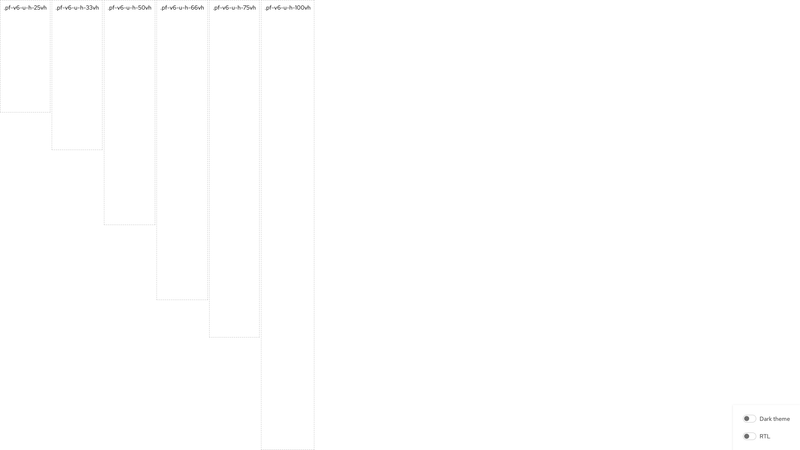 .pf-v6-u-h-25vh
.pf-v6-u-h-33vh
.pf-v6-u-h-50vh
.pf-v6-u-h-66vh
.pf-v6-u-h-75vh
.pf-v6-u-h-100vh
Dark theme
RTL